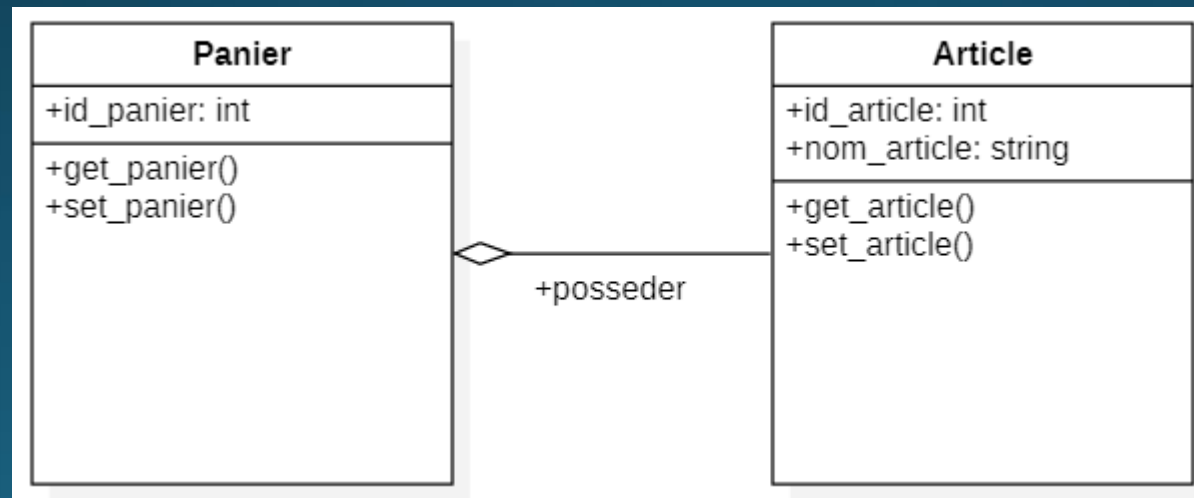 Panier
+id_panier: int
+get_panier()
+set_panier()
+posseder
Article
+id_article: int
+nom_article: string
+get_article()
+set_article()